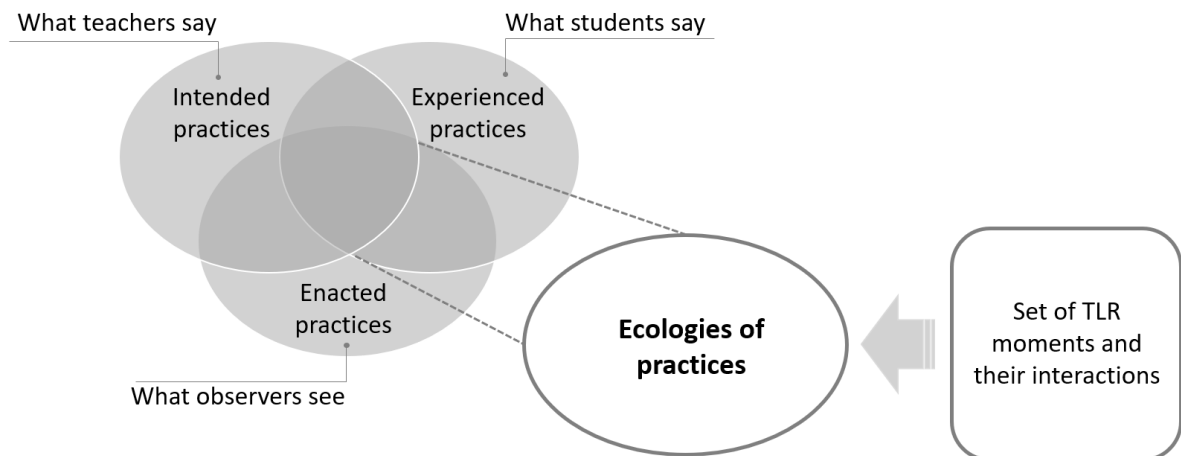 What teachers say
What students say
Intended
practices
Experienced
practices
Enacted
practices
What observers see
Ecologies of
practices
Set of TLR
moments and
their interactions